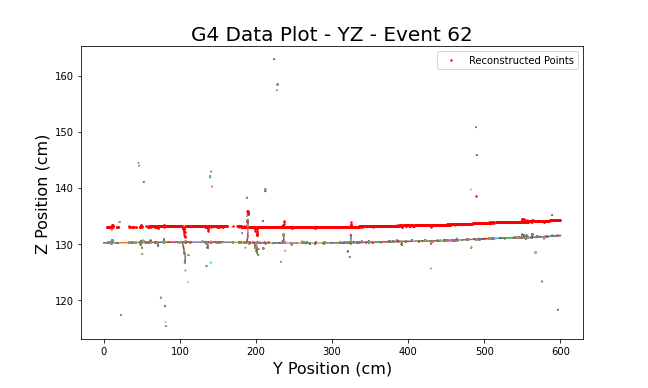 G4 Data Plot - YZ - Event 62
Reconstructed Points
160
150
140
130
120
Z Position (cm)
0 100 200 300 400 500 600
Y Position (cm)